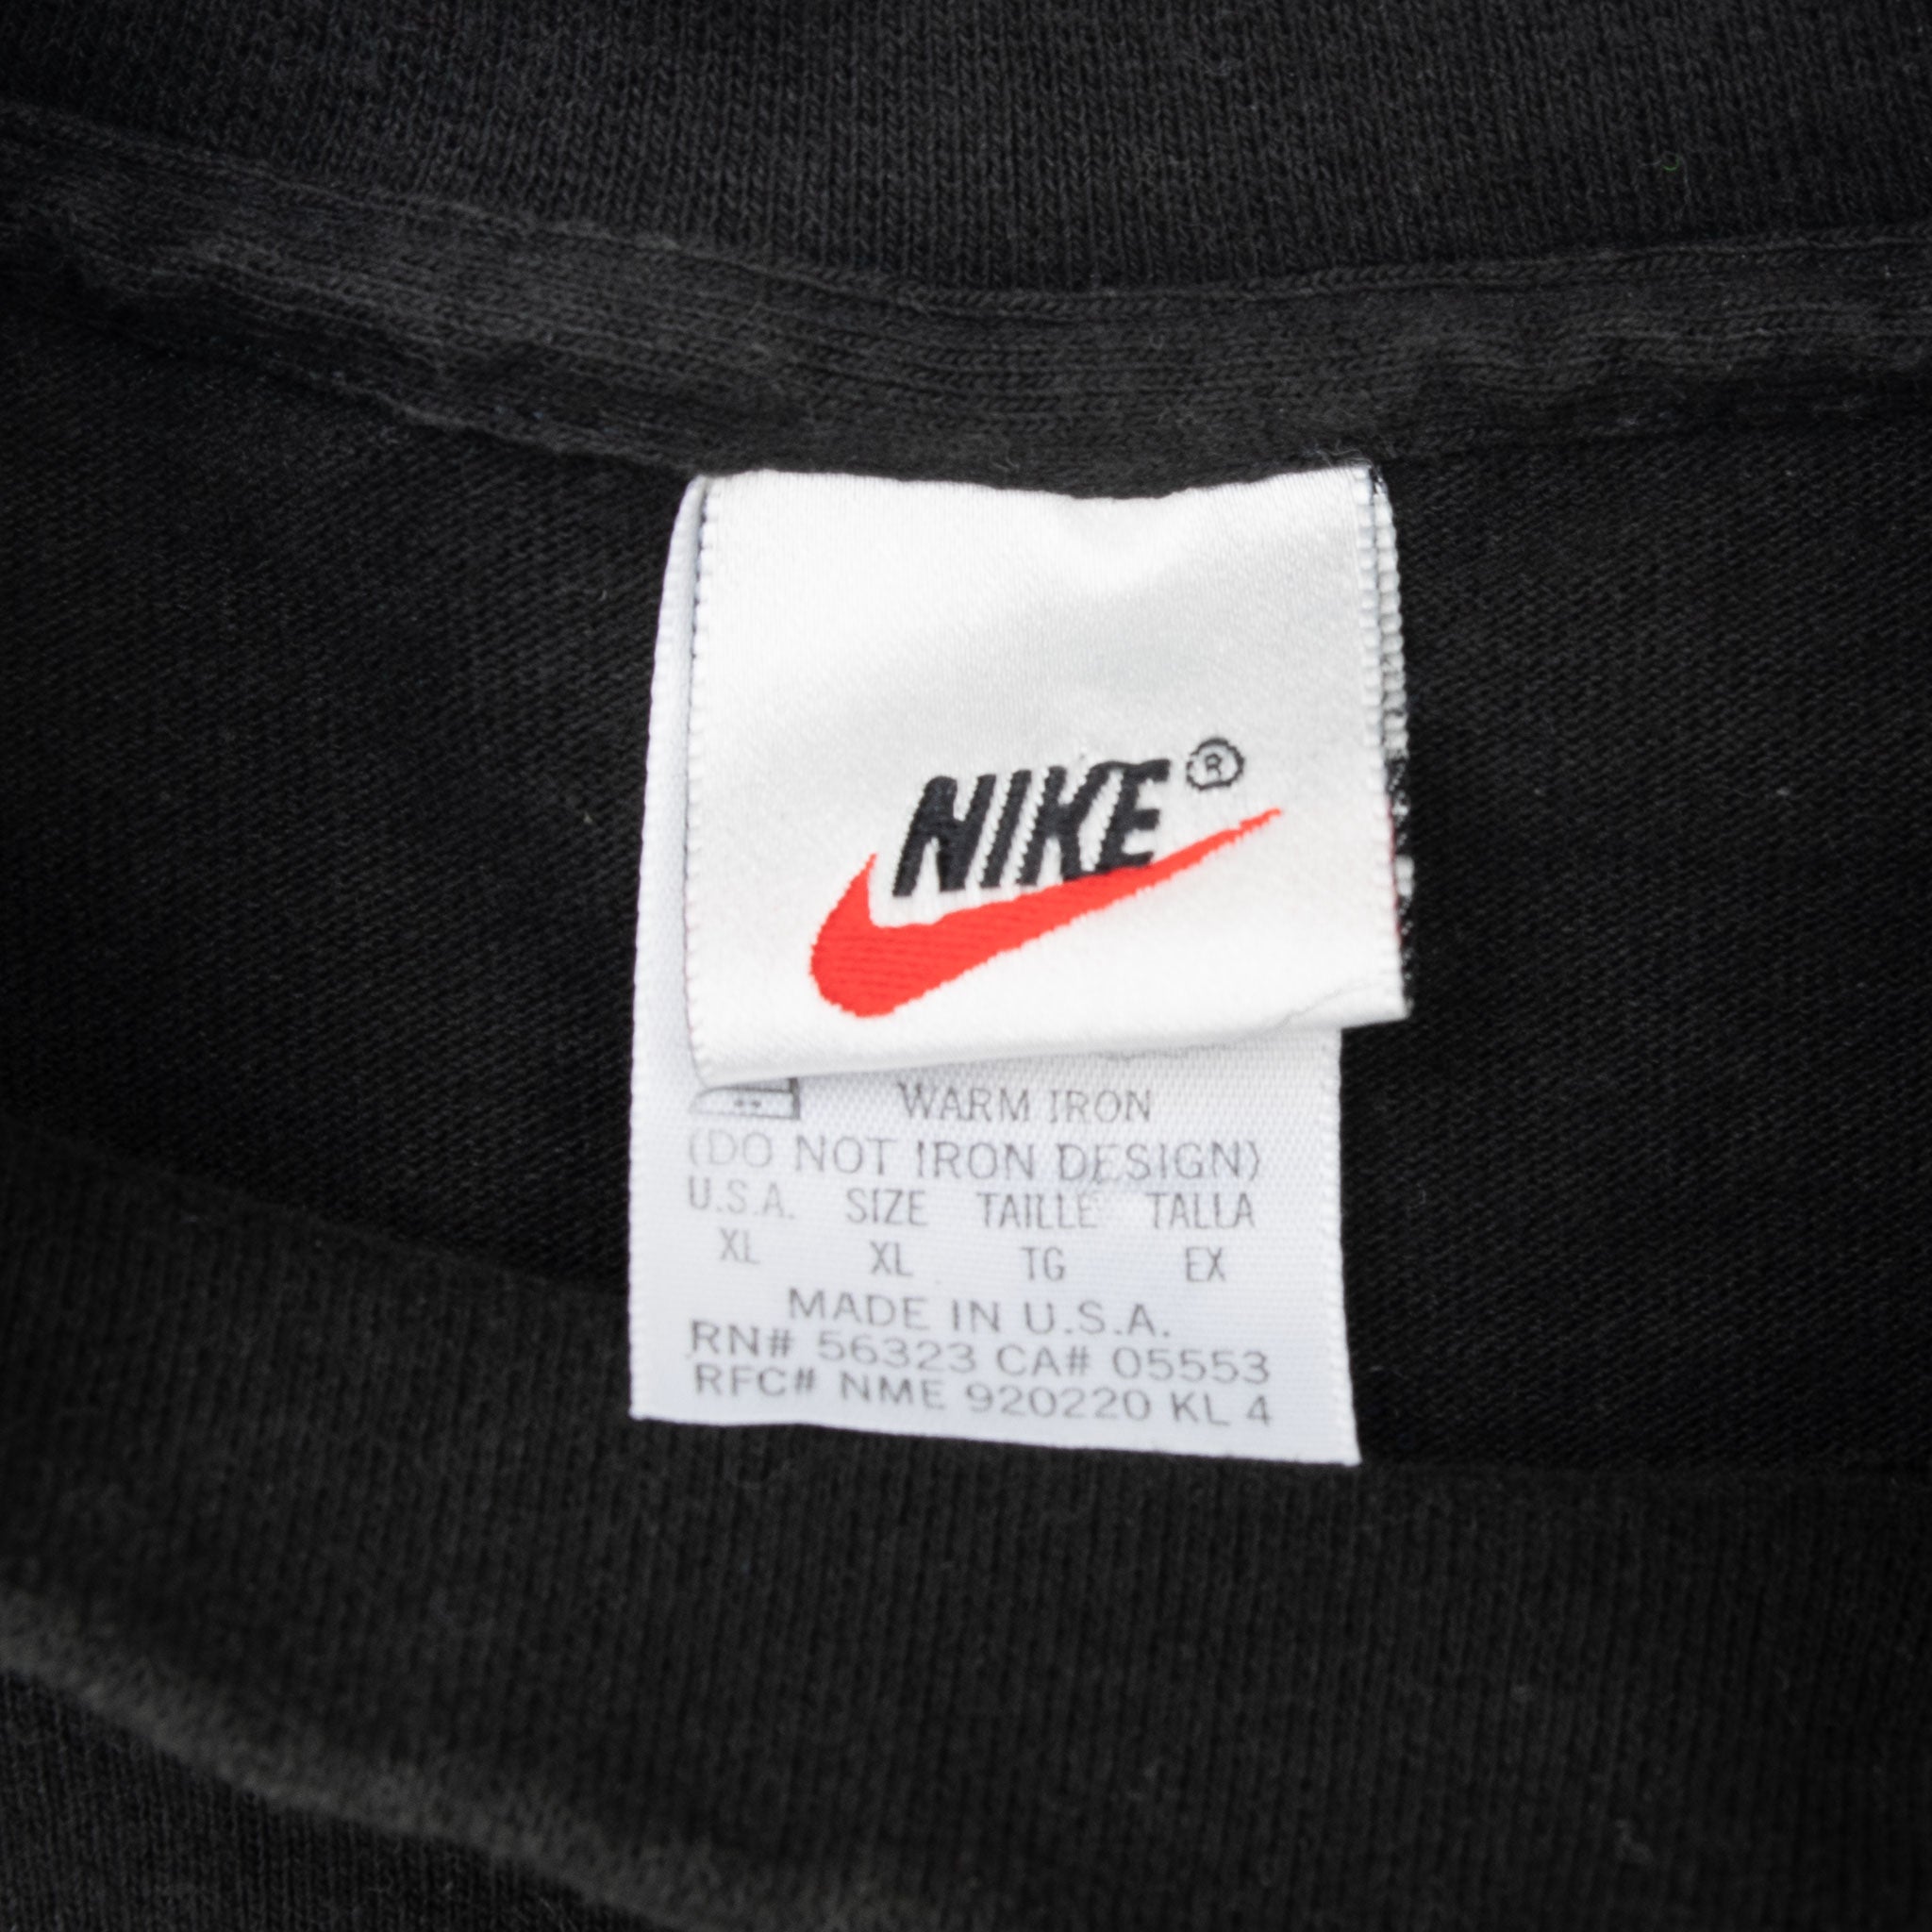 NIKE®
WARM IRON
(DO NOT IRON DESIGN)
U.S.A. SIZE TAILLE TALLA
XL XL TG EX
MADE IN U.S.A.
RN# 56323 CA# 05553
RFC# NME 920220 KL 4